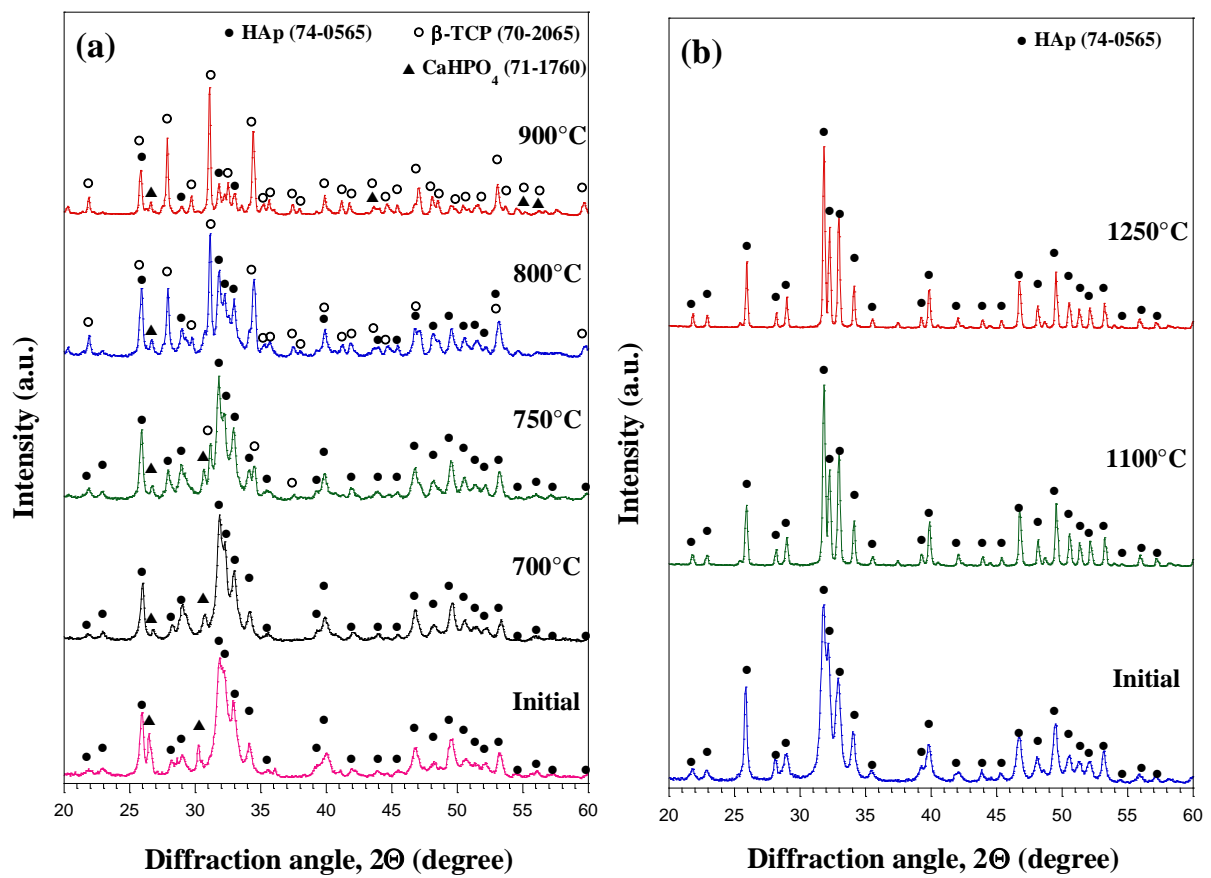 (a)
● HAp (74-0565)
○ β-TCP (70-2065)
▲ CaHPO4 (71-1760)
900°C
800°C
750°C
700°C
Initial
Intensity (a.u.)
20 25 30 35 40 45 50 55 60
Diffraction angle, 2Θ (degree)
(b)
● HAp (74-0565)
1250°C
1100°C
Initial
Intensity (a.u.)
20 25 30 35 40 45 50 55 60
Diffraction angle, 2Θ (degree)